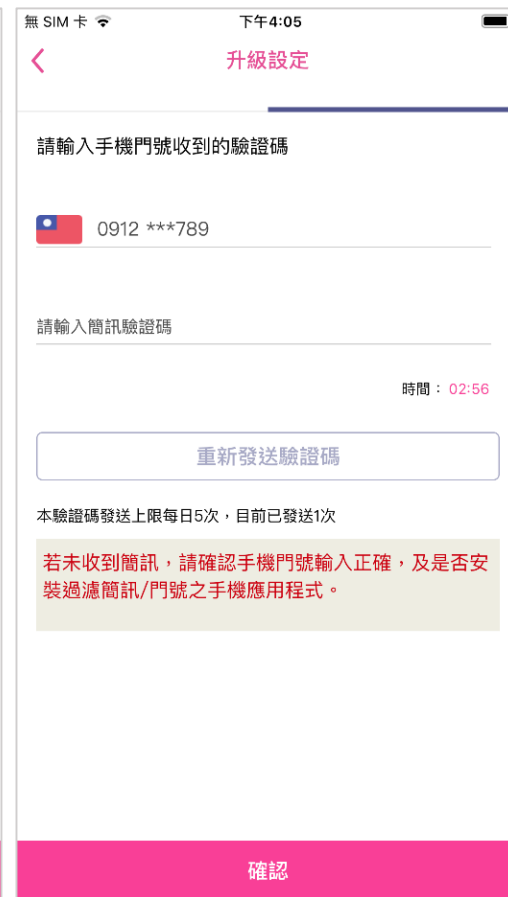 無 SIM 卡 下午4:05
升級設定
請輸入手機門號收到的驗證碼
0912 ***789
請輸入簡訊驗證碼
時間： 02:56
重新發送驗證碼
本驗證碼發送上限每日5次，目前已發送1次
若未收到簡訊，請確認手機門號輸入正確，及是否安
裝過濾簡訊/門號之手機應用程式。
確認